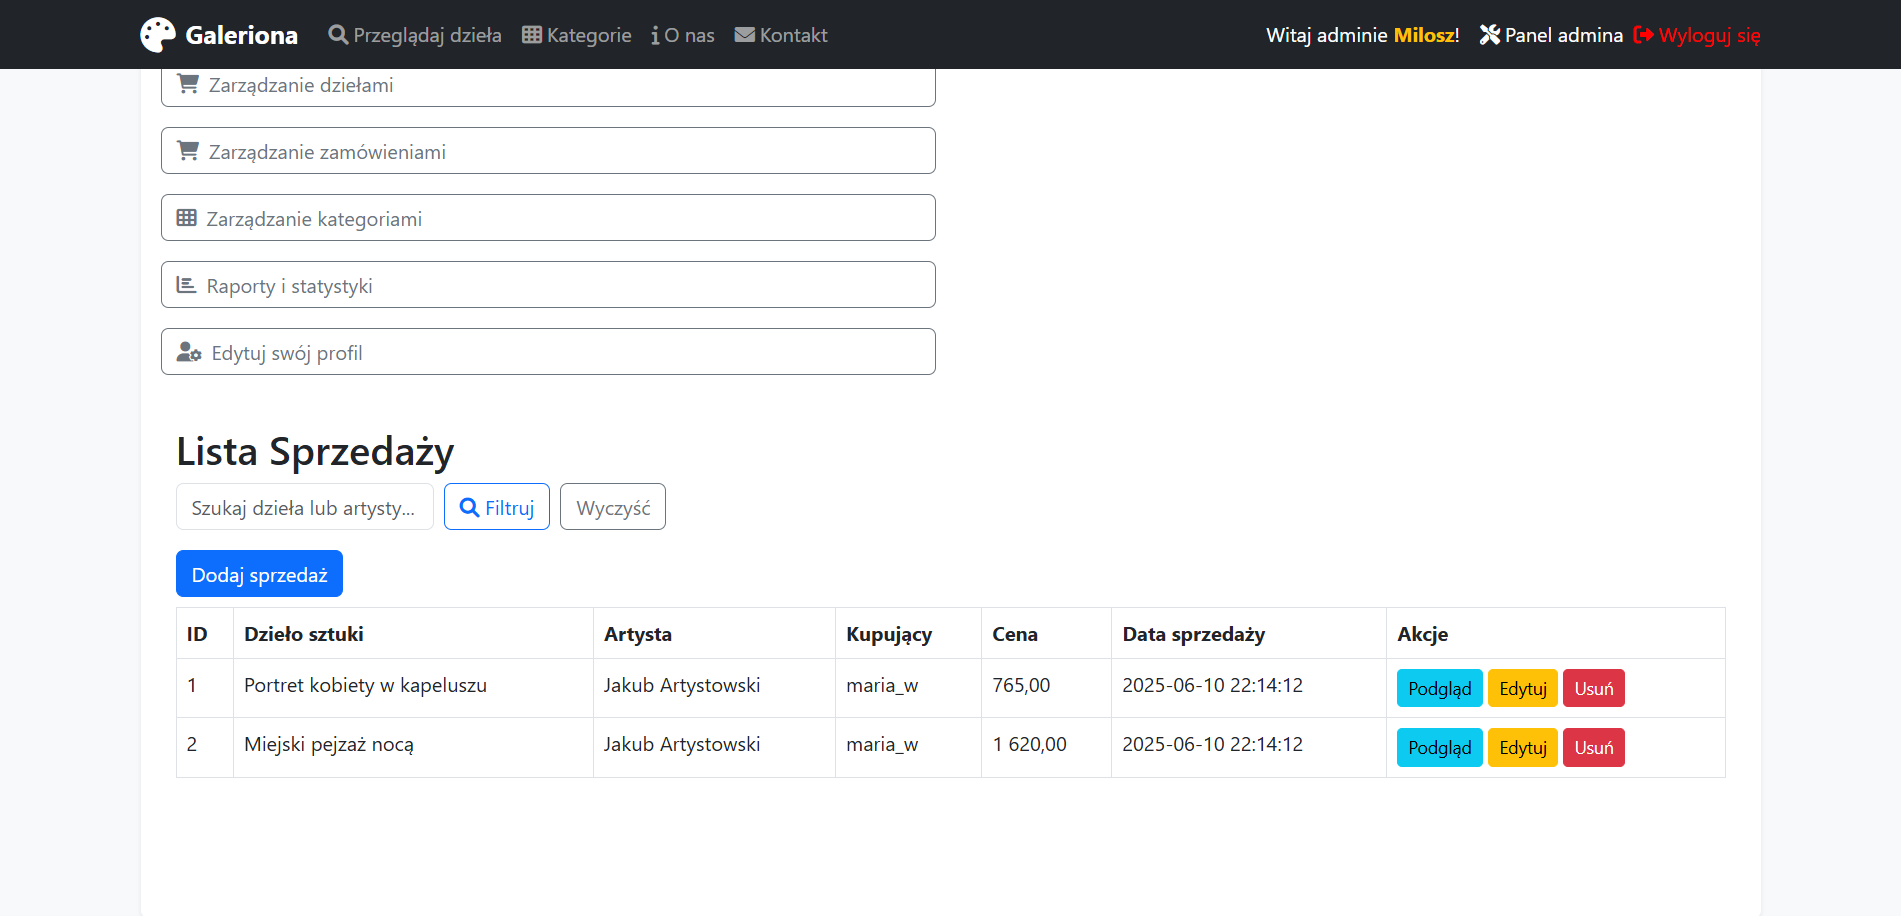 Galeriona Przeglądaj dzieła Kategorie O nas Kontakt Witaj adminie Milosz! Panel admina Wyloguj się
Zarządzanie dziełami
Zarządzanie zamówieniami
Zarządzanie kategoriami
Raporty i statystyki
Edytuj swój profil
Lista Sprzedaży
Szukaj dzieła lub artysty... Filtruj Wyczyść
Dodaj sprzedaż
ID Dzieło sztuki Artysta Kupujący Cena Data sprzedaży Akcje
1 Portret kobiety w kapeluszu Jakub Artystowski maria_w 765,00 2025-06-10 22:14:12 Podgląd Edytuj Usuń
2 Miejski pejzaż nocą Jakub Artystowski maria_w 1 620,00 2025-06-10 22:14:12 Podgląd Edytuj Usuń